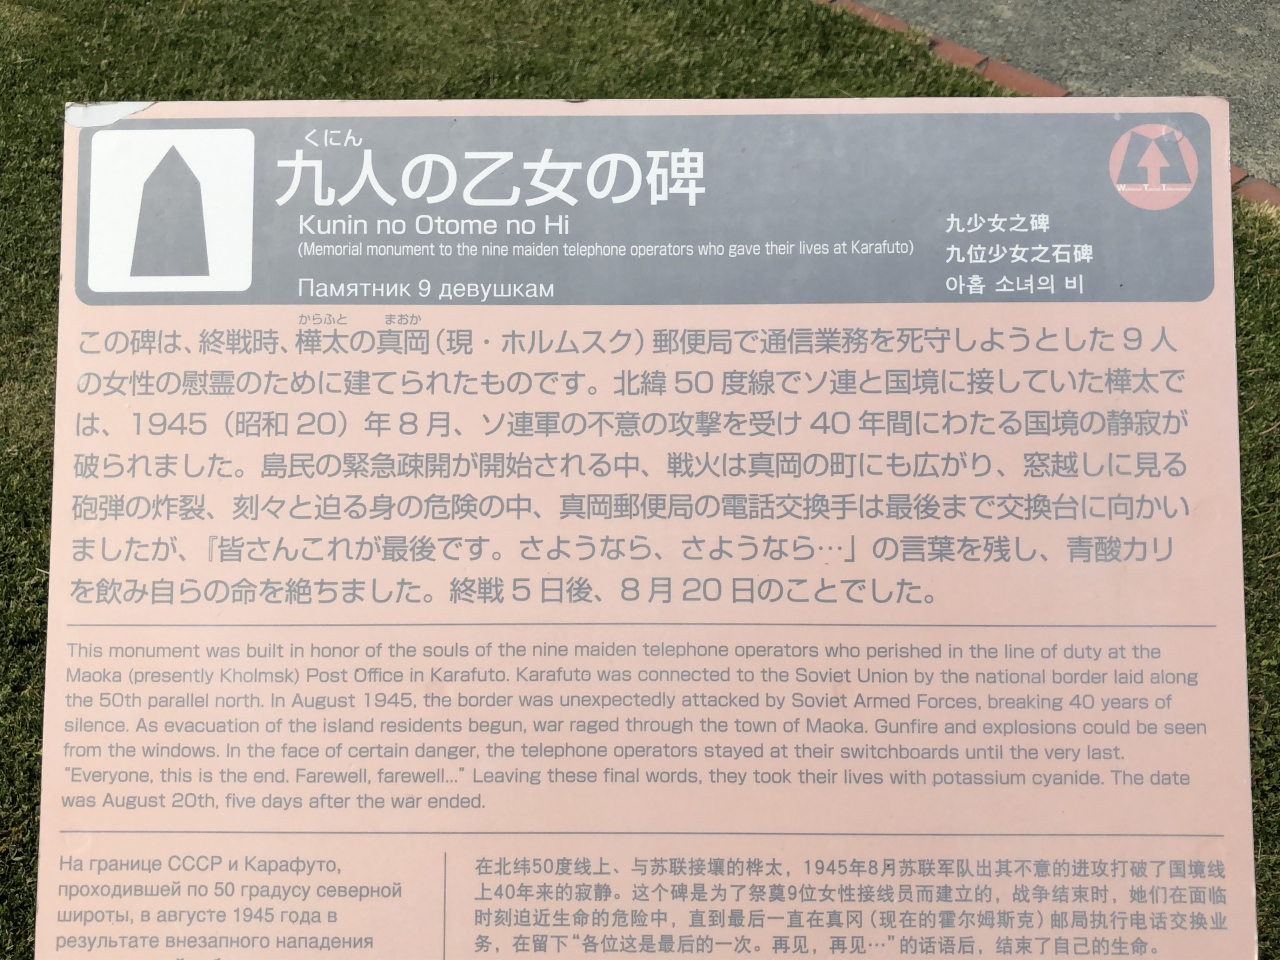 くにん
九人の乙女の碑
Kunin no Otome no Hi
(Memorial monument to the nine maiden telephone operators who gave their lives at Karafuto)
Памятник 9 девушкам
九少女之碑
九位少女之石碑
아홉 소녀의 비
からふと まおか
この碑は、終戦時、樺太の真岡（現・ホルムスク）郵便局で通信業務を死守しようとした9人
の女性の慰霊のために建てられたものです。北緯50度線でソ連と国境に接していた樺太で
は、1945（昭和20）年8月、ソ連軍の不意の攻撃を受け40年間にわたる国境の静寂が
破られました。島民の緊急疎開が開始される中、戦火は真岡の町にも広がり、窓越しに見る
砲弾の炸裂、刻々と迫る身の危険の中、真岡郵便局の電話交換手は最後まで交換台に向かい
ましたが、『皆さんこれが最後です。さようなら、さようなら…」の言葉を残し、青酸カリ
を飲み自らの命を絶ちました。終戦5日後、8月20日のことでした。
This monument was built in honor of the souls of the nine maiden telephone operators who perished in the line of duty at the
Maoka (presently Kholmsk) Post Office in Karafuto. Karafuto was connected to the Soviet Union by the national border laid along
the 50th parallel north. In August 1945, the border was unexpectedly attacked by Soviet Armed Forces, breaking 40 years of
silence. As evacuation of the island residents begun, war raged through the town of Maoka. Gunfire and explosions could be seen
from the windows. In the face of certain danger, the telephone operators stayed at their switchboards until the very last.
"Everyone, this is the end. Farewell, farewell..." Leaving these final words, they took their lives with potassium cyanide. The date
was August 20th, five days after the war ended.
На границе СССР и Карафуто,
проходившей по 50 градусу северной
широты, в августе 1945 года в
результате внезапного нападения
在北纬50度线上、与苏联接壤的桦太，1945年8月苏联军队出其不意的进攻打破了国境线
上40年来的寂静。这个碑是为了祭奠9位女性接线员而建立的，战争结束时，她们在面临
时刻迫近生命的危险中，直到最后一直在真冈（现在的霍尔姆斯克）邮局执行电话交换业
务，在留下“各位这是最后的一次。再见，再见…”的话语后，结束了自己的生命。